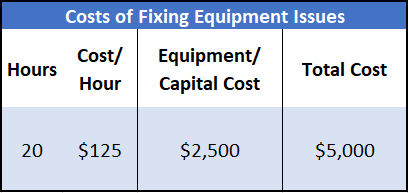 Costs of Fixing Equipment Issues
Hours Cost/ Hour Equipment/ Capital Cost Total Cost
20 $125 $2,500 $5,000